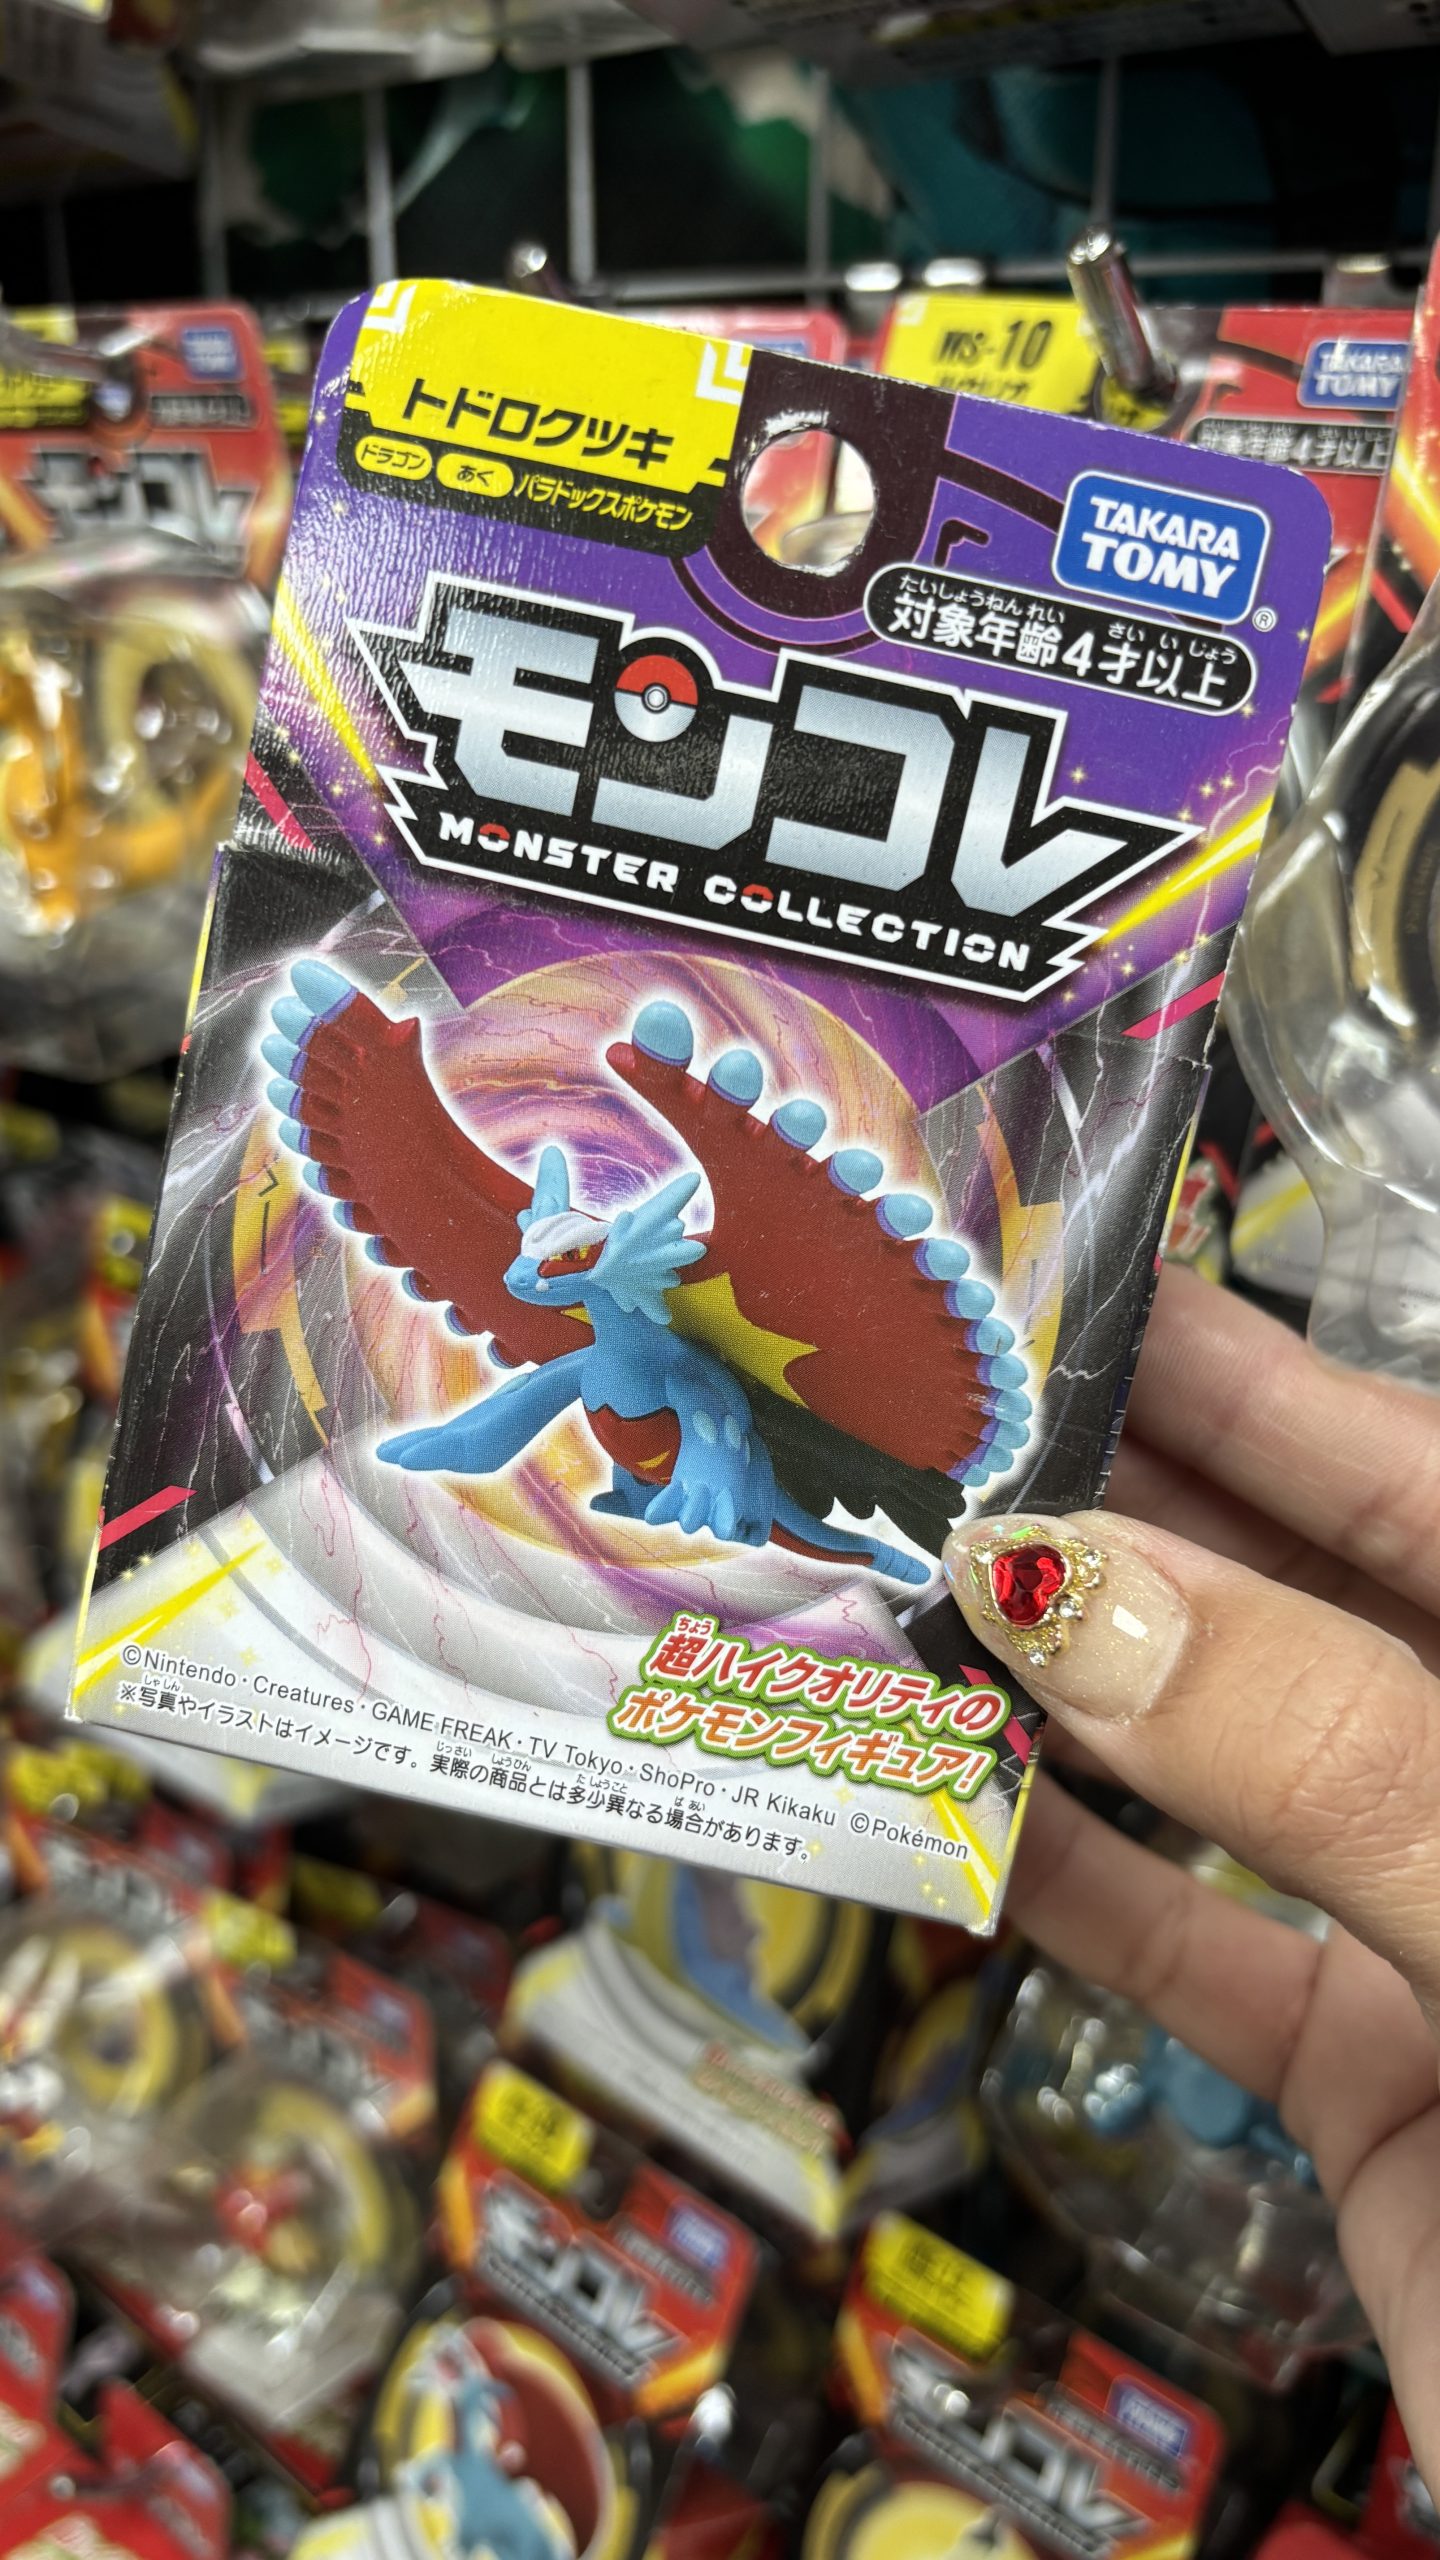 トドロクツキ
ドラゴン あく パラドックスポケモン
TAKARA
TOMY
®
たいしょうねんれい さい いじょう
対象年齢4才以上
モンコレ
MONSTER COLLECTION
ちょう
超ハイクオリティの
ポケモンフィギュア!
©Nintendo・Creatures・GAME FREAK・TV Tokyo・ShoPro・JR Kikaku ©Pokémon
しゃしん じっさい しょうひん たしょうこと ばあい
※写真やイラストはイメージです。実際の商品とは多少異なる場合があります。
MS-10
TAKARA
TOMY
対象年齢4才以上
モンコレ